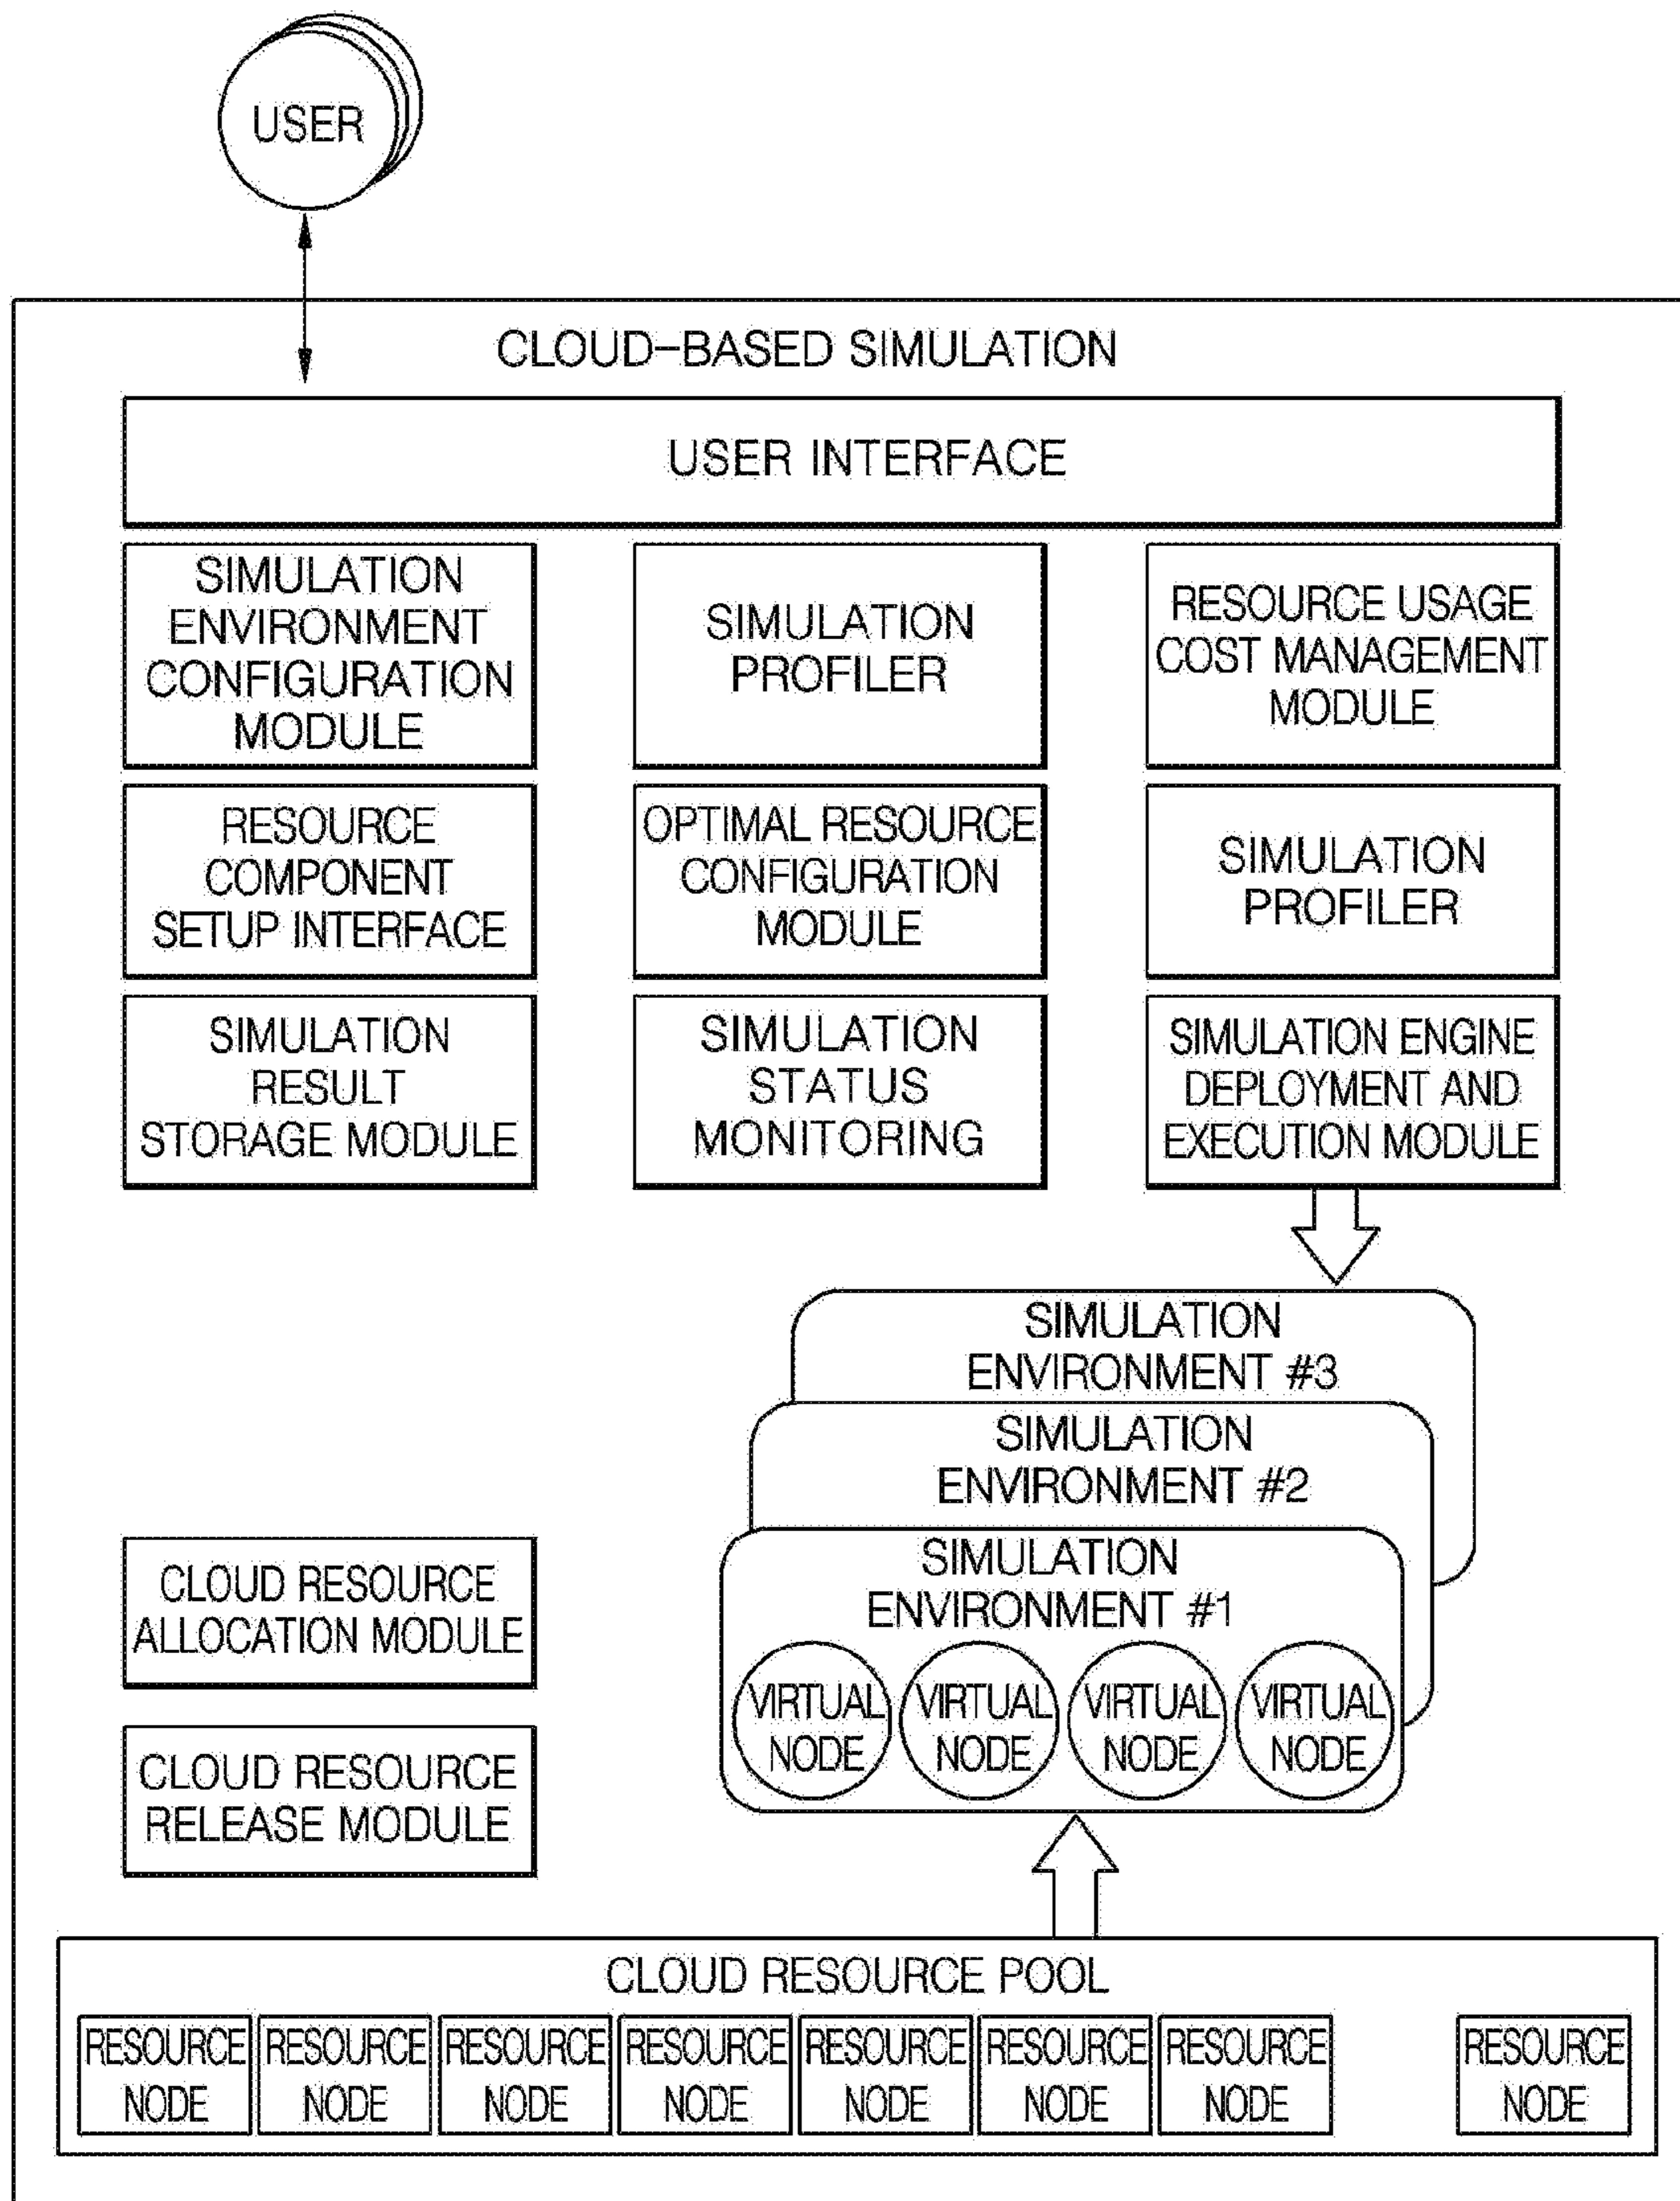 USER
CLOUD-BASED SIMULATION
USER INTERFACE
SIMULATION
ENVIRONMENT
CONFIGURATION
MODULE
SIMULATION
PROFILER
RESOURCE USAGE
COST MANAGEMENT
MODULE
RESOURCE
COMPONENT
SETUP INTERFACE
OPTIMAL RESOURCE
CONFIGURATION
MODULE
SIMULATION
PROFILER
SIMULATION
RESULT
STORAGE MODULE
SIMULATION
STATUS
MONITORING
SIMULATION ENGINE
DEPLOYMENT AND
EXECUTION MODULE
SIMULATION
ENVIRONMENT #3
SIMULATION
ENVIRONMENT #2
SIMULATION
ENVIRONMENT #1
VIRTUAL
NODE
VIRTUAL
NODE
VIRTUAL
NODE
VIRTUAL
NODE
CLOUD RESOURCE
ALLOCATION MODULE
CLOUD RESOURCE
RELEASE MODULE
CLOUD RESOURCE POOL
RESOURCE
NODE
RESOURCE
NODE
RESOURCE
NODE
RESOURCE
NODE
RESOURCE
NODE
RESOURCE
NODE
RESOURCE
NODE
RESOURCE
NODE